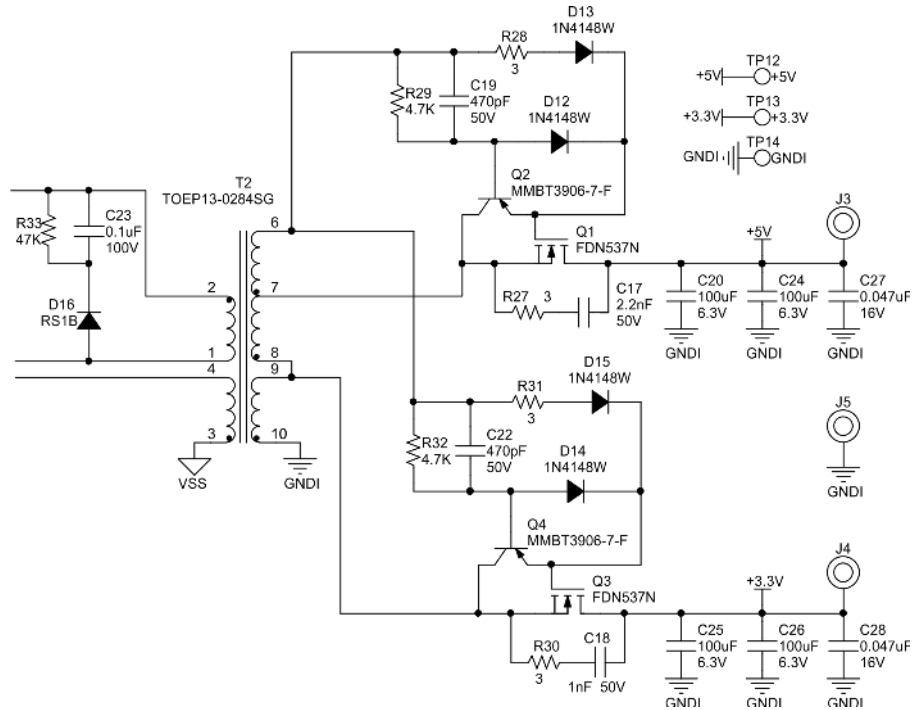 D13
1N4148W
R28
3
R29
4.7K
C19
470pF
50V
D12
1N4148W
TP12
+5V
+5V
TP13
+3.3V
+3.3V
TP14
GNDI
GNDI
Q2
MMBT3906-7-F
T2
TOEP13-0284SG
R33
47K
C23
0.1uF
100V
6
Q1
FDN537N
+5V
J3
D16
RS1B
2
7
R27
3
C17
2.2nF
50V
C20
100uF
6.3V
C24
100uF
6.3V
C27
0.047uF
16V
GNDI
GNDI
GNDI
1
8
4
9
D15
1N4148W
R31
3
J5
GNDI
3
10
VSS
GNDI
R32
4.7K
C22
470pF
50V
D14
1N4148W
Q4
MMBT3906-7-F
Q3
FDN537N
+3.3V
J4
R30
3
C18
1nF
50V
C25
100uF
6.3V
C26
100uF
6.3V
C28
0.047uF
16V
GNDI
GNDI
GNDI